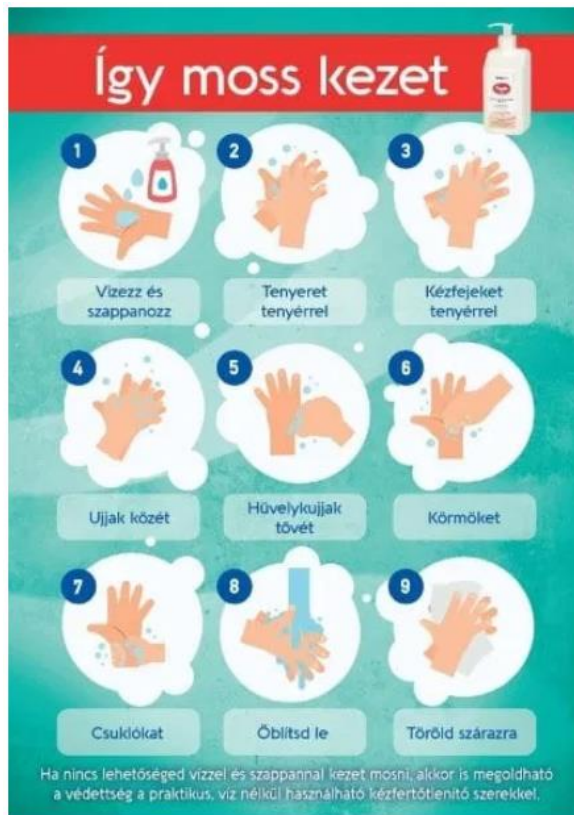 Így moss kezet
1
2
3
Vizezz és
szappanozz
Tenyeret
tenyérrel
Kézfejeket
tenyérrel
4
5
6
Ujjak közét
Hüvelykujjak
tövét
Körmöket
7
8
9
Csuklókat
Öblítsd le
Töröld szárazra
Ha nincs lehetőséged vízzel és szappannal kezet mosni, akkor is megoldható
a védettség a praktikus, víz nélkül használható kézfertőtlenítő szerekkel.